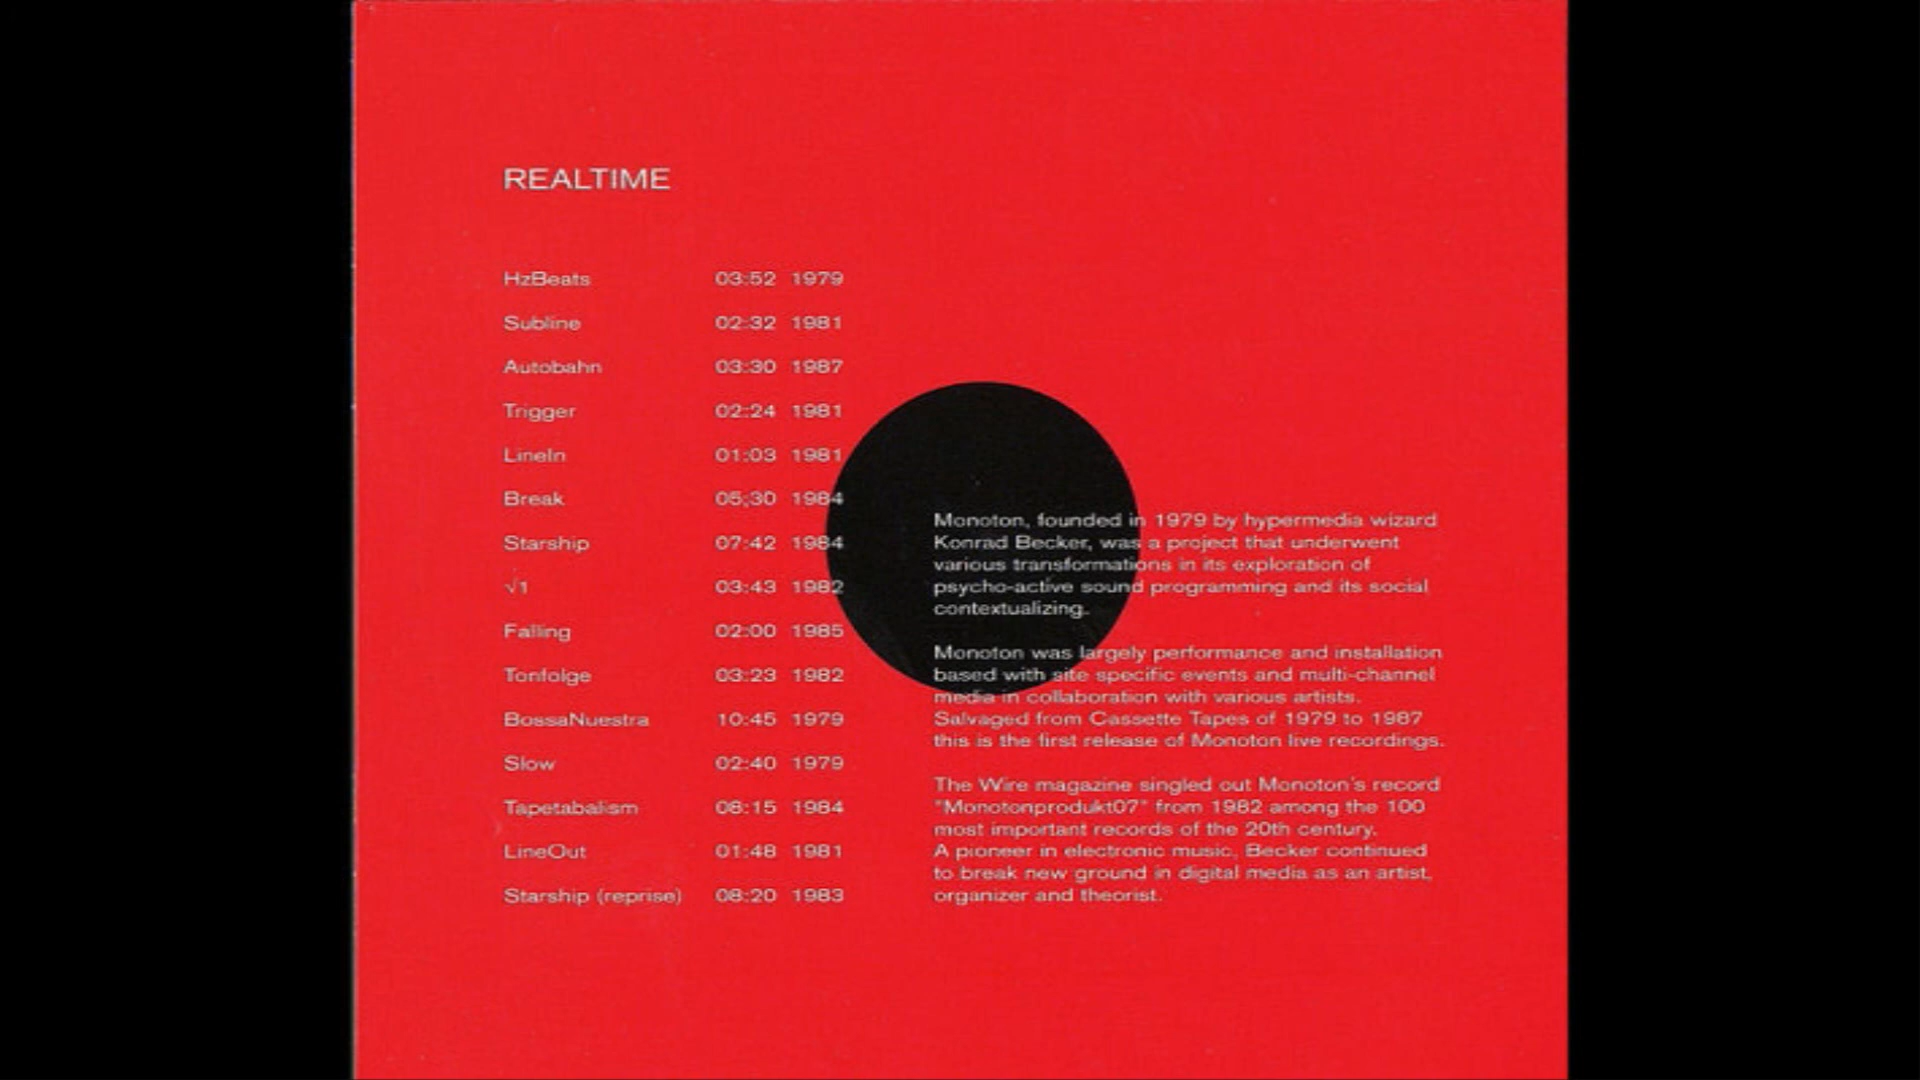 REALTIME
HzBeats 03:52 1979
Subline 02:32 1981
Autobahn 03:30 1987
Trigger 02:24 1981
LineIn 01:03 1981
Break 05;30 1984
Starship 07:42 1984
√1 03:43 1982
Falling 02:00 1985
Tonfolge 03:23 1982
BossaNuestra 10:45 1979
Slow 02:40 1979
Tapetabalism 08:15 1984
LineOut 01:48 1981
Starship (reprise) 08:20 1983
Monoton, founded in 1979 by hypermedia wizard
Konrad Becker, was a project that underwent
various transformations in its exploration of
psycho-active sound programming and its social
contextualizing.
Monoton was largely performance and installation
based with site specific events and multi-channel
media in collaboration with various artists.
Salvaged from Cassette Tapes of 1979 to 1987
this is the first release of Monoton live recordings.
The Wire magazine singled out Monoton's record
"Monotonprodukt07" from 1982 among the 100
most important records of the 20th century.
A pioneer in electronic music, Becker continued
to break new ground in digital media as an artist,
organizer and theorist.